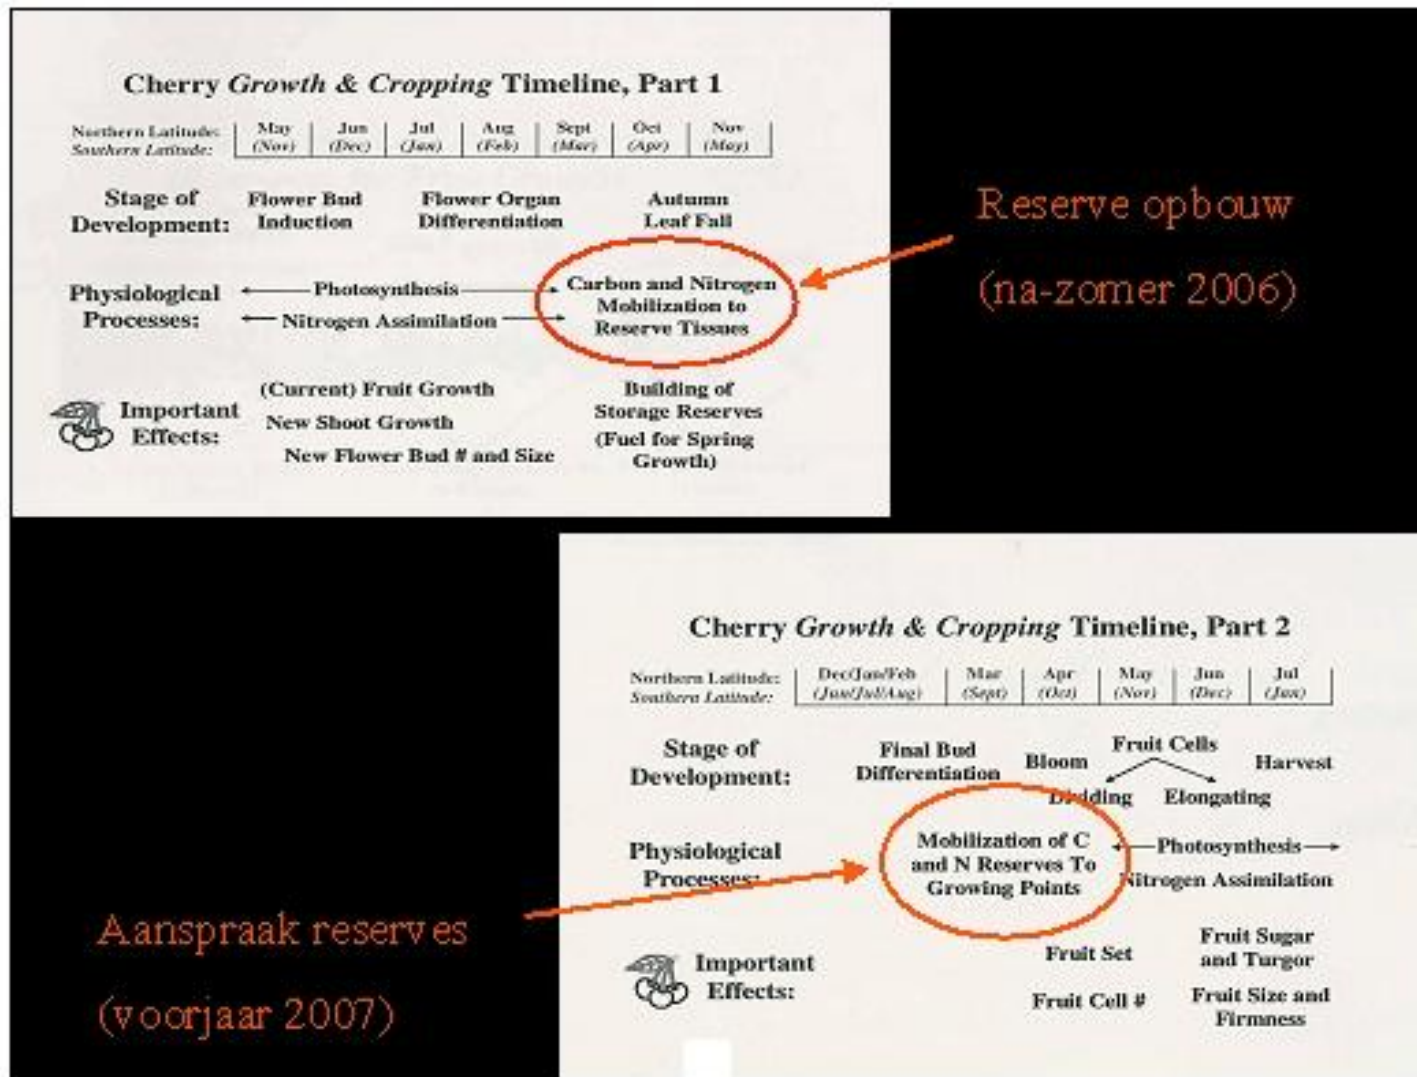 Cherry Growth & Cropping Timeline, Part 1
Northern Latitude: May Jun Jul Aug Sept Oct Nov
Southern Latitude: (Nov) (Dec) (Jan) (Feb) (Mar) (Apr) (May)
Stage of Development:
Flower Bud Induction
Flower Organ Differentiation
Autumn Leaf Fall
Physiological Processes:
Photosynthesis
Nitrogen Assimilation
Carbon and Nitrogen
Mobilization to
Reserve Tissues
Important Effects:
(Current) Fruit Growth
New Shoot Growth
New Flower Bud # and Size
Building of
Storage Reserves
(Fuel for Spring
Growth)
Reserve opbouw
(na-zomer 2006)
Cherry Growth & Cropping Timeline, Part 2
Northern Latitude: Dec/Jan/Feb Mar Apr May Jun Jul
Southern Latitude: (Jun/Jul/Aug) (Sept) (Oct) (Nov) (Dec) (Jan)
Stage of Development:
Final Bud Differentiation
Bloom
Fruit Cells
Dividing Elongating
Harvest
Physiological Processes:
Mobilization of C
and N Reserves To
Growing Points
Photosynthesis
Nitrogen Assimilation
Important Effects:
Fruit Set
Fruit Cell #
Fruit Sugar
and Turgor
Fruit Size and
Firmness
Aanspraak reserves
(voorjaar 2007)